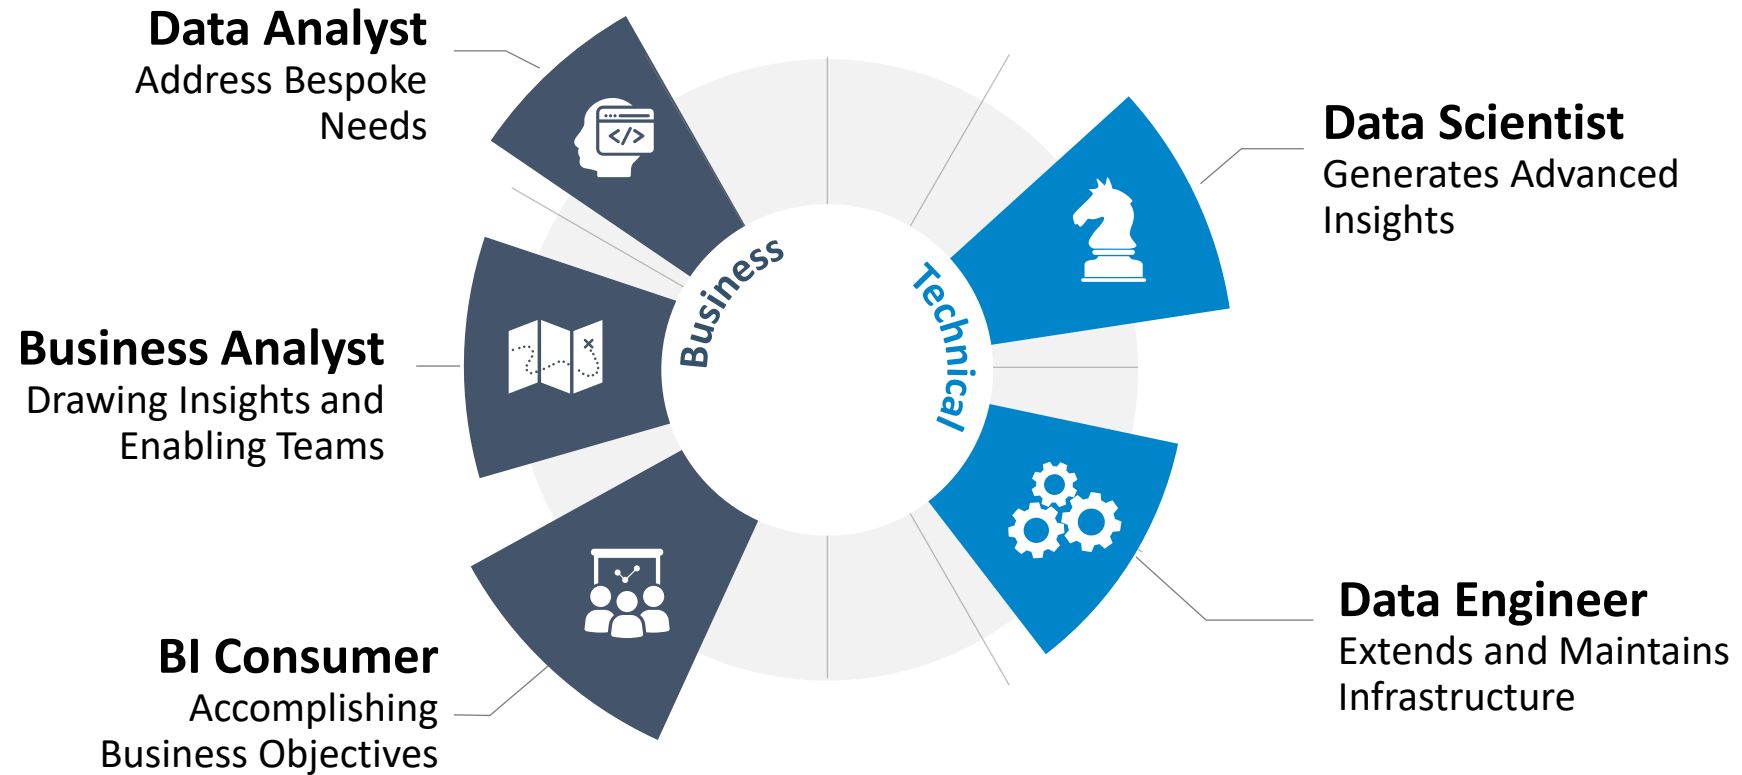 Data Analyst
Address Bespoke
Needs
Business Analyst
Drawing Insights and
Enabling Teams
BI Consumer
Accomplishing
Business Objectives
Business
Technical
</>
Data Scientist
Generates Advanced
Insights
Data Engineer
Extends and Maintains
Infrastructure